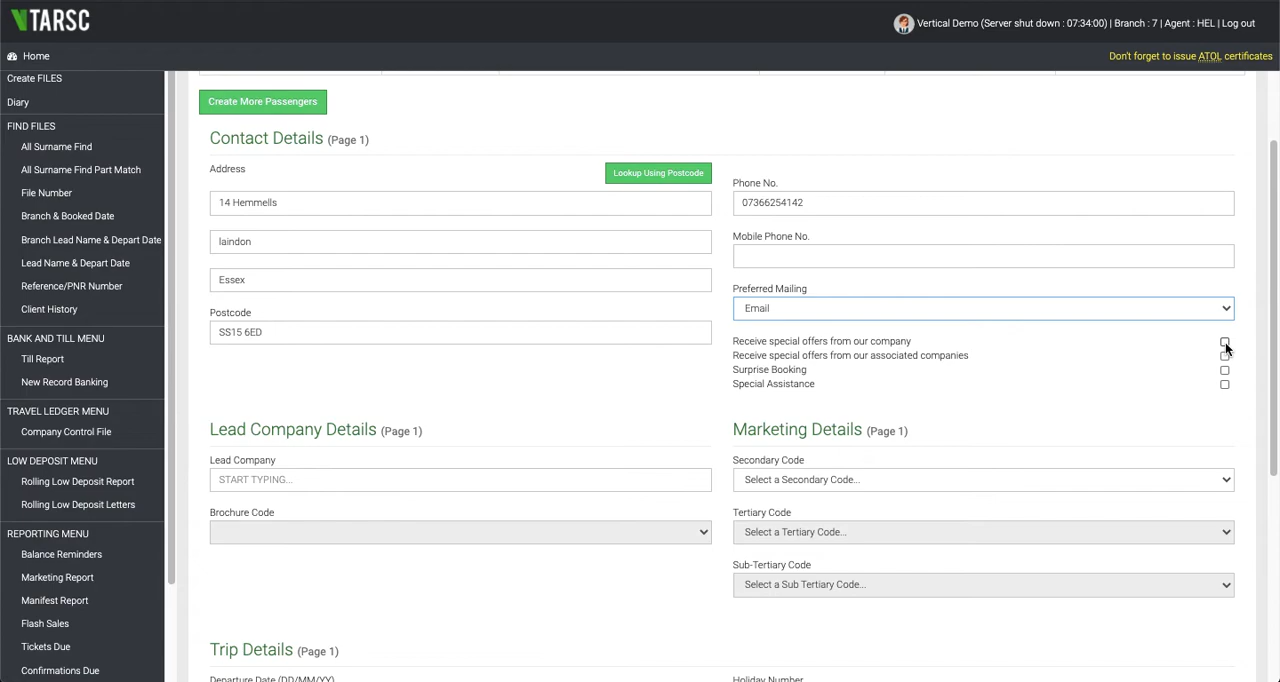 VTARSC
Vertical Demo (Server shut down : 07:34:00) | Branch : 7 | Agent : HEL | Log out
Home
Don't forget to issue ATOL certificates
Create FILES
Diary
FIND FILES
All Surname Find
All Surname Find Part Match
File Number
Branch & Booked Date
Branch Lead Name & Depart Date
Lead Name & Depart Date
Reference/PNR Number
Client History
BANK AND TILL MENU
Till Report
New Record Banking
TRAVEL LEDGER MENU
Company Control File
LOW DEPOSIT MENU
Rolling Low Deposit Report
Rolling Low Deposit Letters
REPORTING MENU
Balance Reminders
Marketing Report
Manifest Report
Flash Sales
Tickets Due
Confirmations Due
Create More Passengers
Contact Details (Page 1)
Address
Lookup Using Postcode
14 Hemmells
laindon
Essex
Postcode
SS15 6ED
Phone No.
07366254142
Mobile Phone No.
Preferred Mailing
Email
Receive special offers from our company
Receive special offers from our associated companies
Surprise Booking
Special Assistance
Lead Company Details (Page 1)
Lead Company
START TYPING...
Brochure Code
Marketing Details (Page 1)
Secondary Code
Select a Secondary Code...
Tertiary Code
Select a Tertiary Code...
Sub-Tertiary Code
Select a Sub Tertiary Code...
Trip Details (Page 1)
Departure Date (DD/MM/YY)
Holiday Number